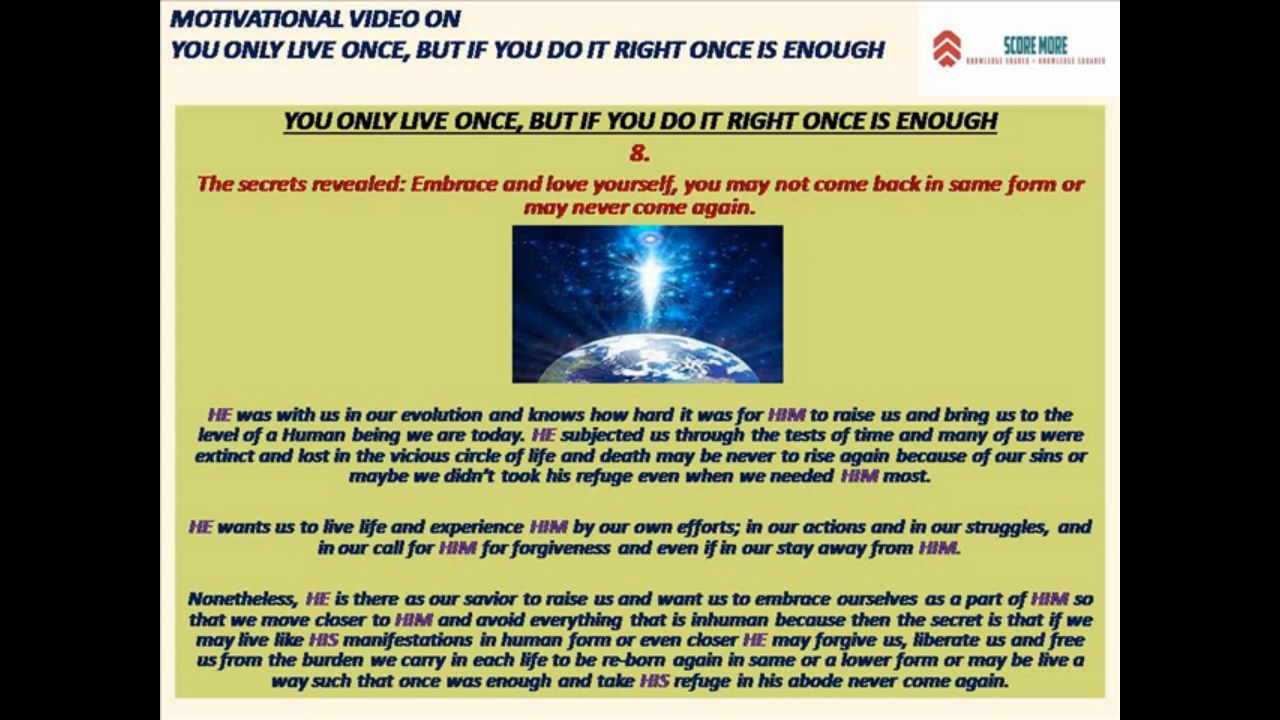 MOTIVATIONAL VIDEO ON
YOU ONLY LIVE ONCE, BUT IF YOU DO IT RIGHT ONCE IS ENOUGH
SCORE MORE
KNOWLEDGE SHARED = KNOWLEDGE SQUARED
YOU ONLY LIVE ONCE, BUT IF YOU DO IT RIGHT ONCE IS ENOUGH
8.
The secrets revealed: Embrace and love yourself, you may not come back in same form or
may never come again.
HE was with us in our evolution and knows how hard it was for HIM to raise us and bring us to the
level of a Human being we are today. HE subjected us through the tests of time and many of us were
extinct and lost in the vicious circle of life and death may be never to rise again because of our sins or
maybe we didn't took his refuge even when we needed HIM most.
HE wants us to live life and experience HIM by our own efforts; in our actions and in our struggles, and
in our call for HIM for forgiveness and even if in our stay away from HIM.
Nonetheless, HE is there as our savior to raise us and want us to embrace ourselves as a part of HIM so
that we move closer to HIM and avoid everything that is inhuman because then the secret is that if we
may live like HIS manifestations in human form or even closer HE may forgive us, liberate us and free
us from the burden we carry in each life to be re-born again in same or a lower form or may be live a
way such that once was enough and take HIS refuge in his abode never come again.